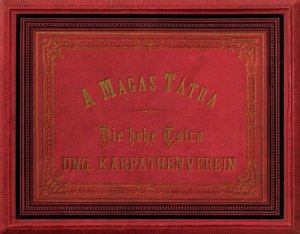 A MAGAS TÁTRA
Die hohe Tatra
UNG. KARPATHENVEREIN